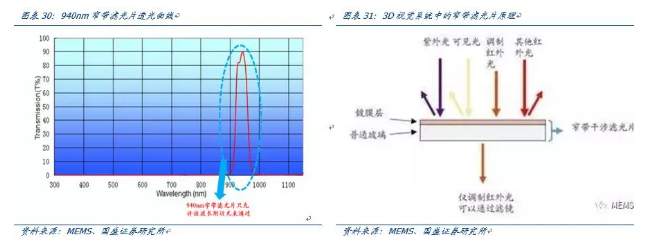 图表 30：940nm 窄带滤光片透光曲线
图表 31：3D 视觉系统中的窄带滤光片原理
Transmission(T%)
100
90
80
70
60
50
40
30
20
10
0
300 400 500 600 700 800 900 1000 1100
Wavelength (nm)
940nm窄带滤光片只允
许该波长附近光束通过
紫外光 可见光 调制红外光 其他红外光
镀膜层
普通玻璃
窄带干涉滤光片
仅调制红外光
可以通过滤镜
MEMS
资料来源：MEMS、国盛证券研究所
资料来源：MEMS、国盛证券研究所